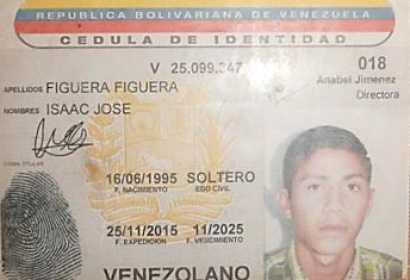 REPUBLICA BOLIVARIANA DE VENEZUELA
CEDULA DE IDENTIDAD
V 25.099.347
018
Anabel Jimenez
Directora
APELLIDOS FIGUERA FIGUERA
NOMBRES ISAAC JOSE
FIRMA TITULAR
16/06/1995 SOLTERO
F. NACIMIENTO EDO CIVIL
25/11/2015 11/2025
F. EXPEDICION F. VENCIMIENTO
VENEZOLANO